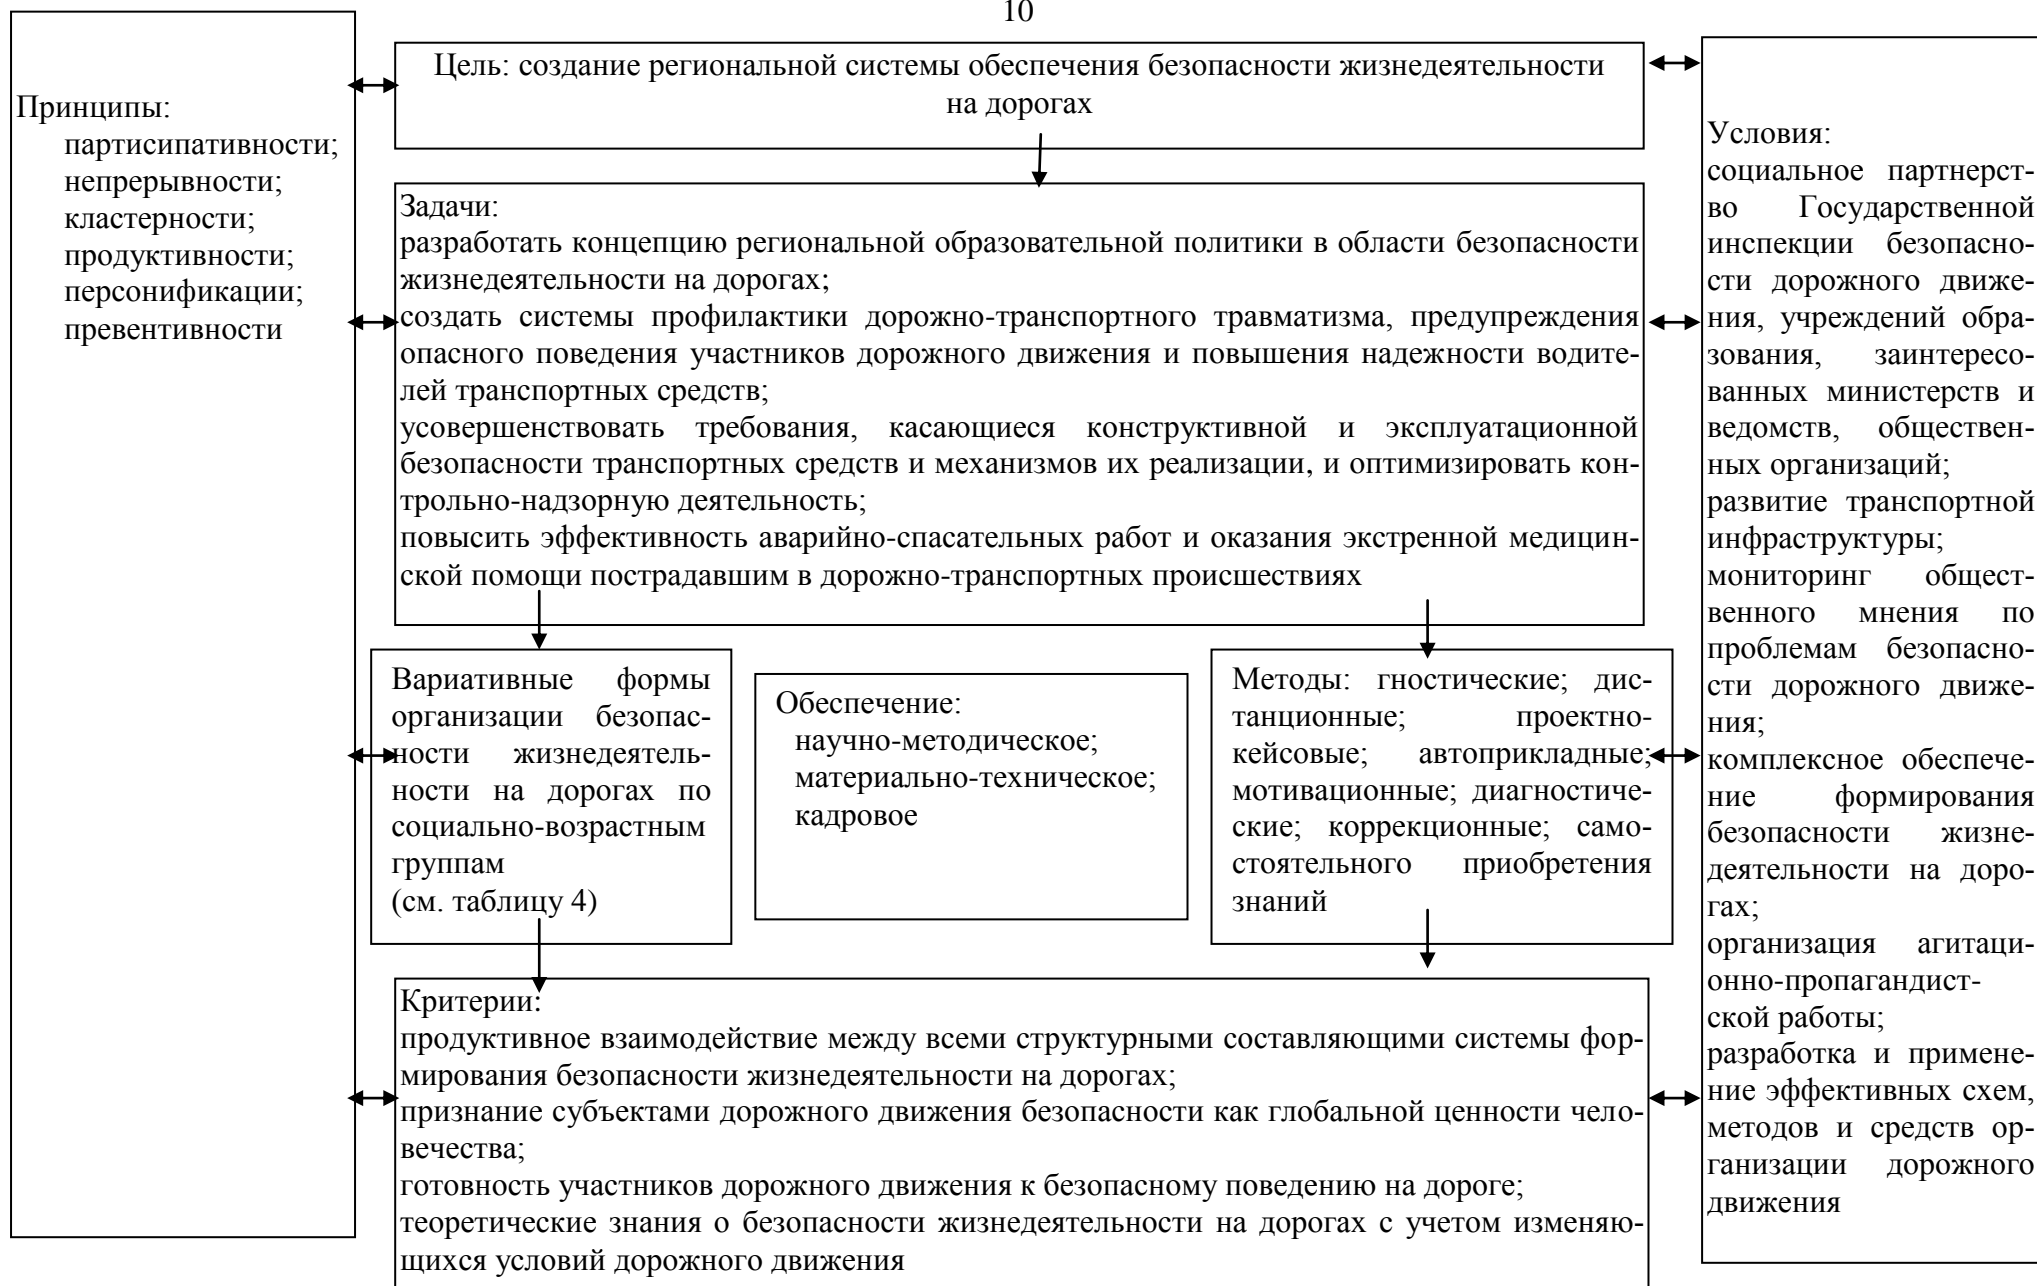 10
Принципы:
партисипативности;
непрерывности;
кластерности;
продуктивности;
персонификации;
превентивности
Цель: создание региональной системы обеспечения безопасности жизнедеятельности
на дорогах
Задачи:
разработать концепцию региональной образовательной политики в области безопасности
жизнедеятельности на дорогах;
создать системы профилактики дорожно-транспортного травматизма, предупреждения
опасного поведения участников дорожного движения и повышения надежности водите-
лей транспортных средств;
усовершенствовать требования, касающиеся конструктивной и эксплуатационной
безопасности транспортных средств и механизмов их реализации, и оптимизировать кон-
трольно-надзорную деятельность;
повысить эффективность аварийно-спасательных работ и оказания экстренной медицин-
ской помощи пострадавшим в дорожно-транспортных происшествиях
Вариативные формы
организации безопас-
ности жизнедеятель-
ности на дорогах по
социально-возрастным
группам
(см. таблицу 4)
Обеспечение:
научно-методическое;
материально-техническое;
кадровое
Методы: гностические; дис-
танционные; проектно-
кейсовые; автоприкладные;
мотивационные; диагностиче-
ские; коррекционные; само-
стоятельного приобретения
знаний
Критерии:
продуктивное взаимодействие между всеми структурными составляющими системы фор-
мирования безопасности жизнедеятельности на дорогах;
признание субъектами дорожного движения безопасности как глобальной ценности чело-
вечества;
готовность участников дорожного движения к безопасному поведению на дороге;
теоретические знания о безопасности жизнедеятельности на дорогах с учетом изменяю-
щихся условий дорожного движения
Условия:
социальное партнерст-
во Государственной
инспекции безопасно-
сти дорожного движе-
ния, учреждений обра-
зования, заинтересо-
ванных министерств и
ведомств, обществен-
ных организаций;
развитие транспортной
инфраструктуры;
мониторинг общест-
венного мнения по
проблемам безопасно-
сти дорожного движе-
ния;
комплексное обеспече-
ние формирования
безопасности жизне-
деятельности на доро-
гах;
организация агитаци-
онно-пропагандист-
ской работы;
разработка и примене-
ние эффективных схем,
методов и средств ор-
ганизации дорожного
движения